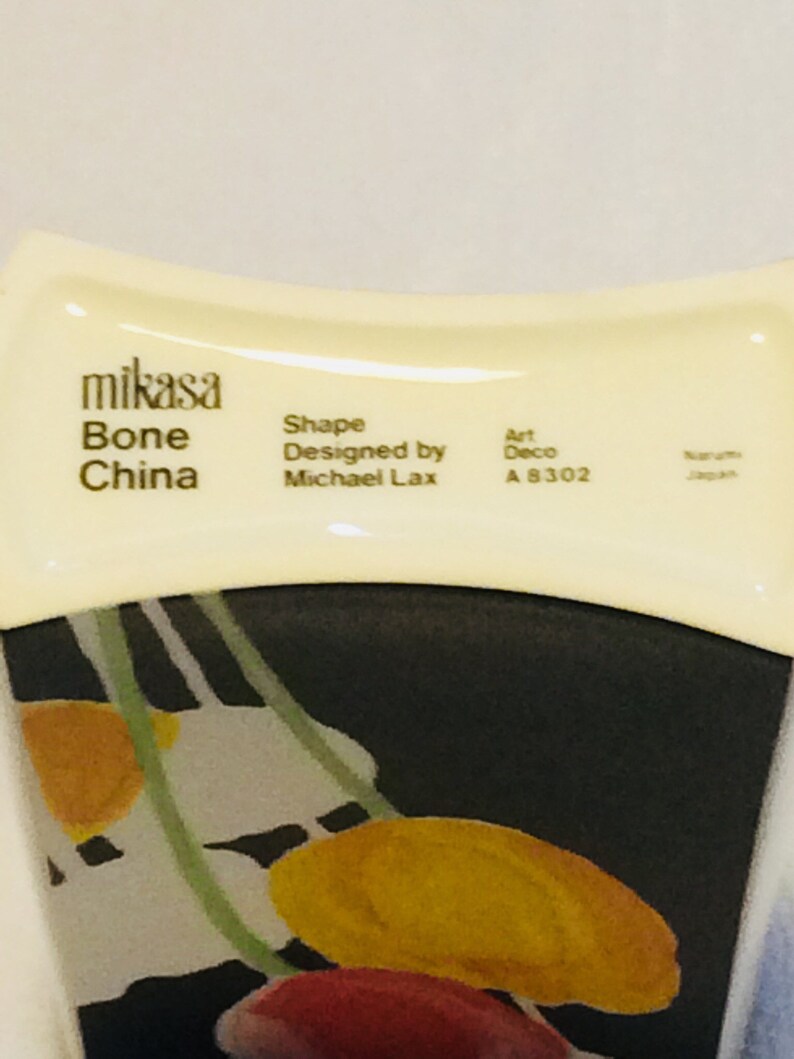 mikasa
Bone
China
Shape
Designed by
Michael Lax
Art
Deco
A 8302
Narumi
Japan